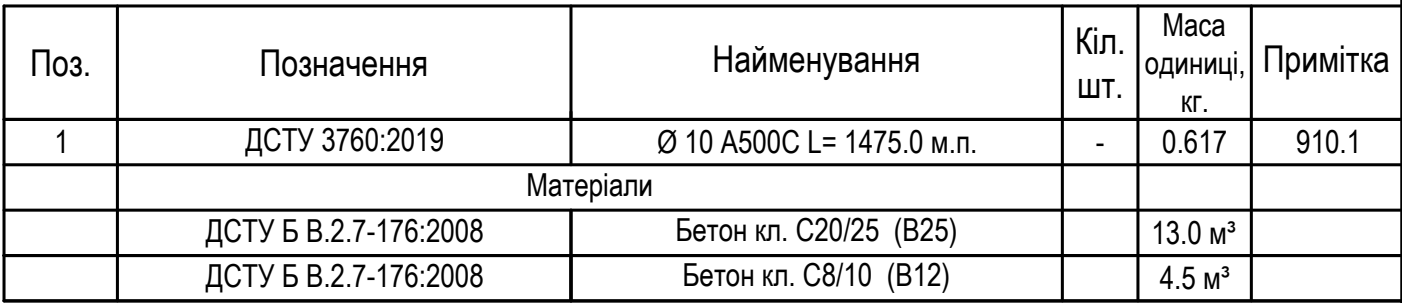 Поз. Позначення Найменування Кіл. шт. Маса одиниці, кг. Примітка
1 ДСТУ 3760:2019 Ø 10 A500C L= 1475.0 м.п. - 0.617 910.1
Матеріали
ДСТУ Б В.2.7-176:2008 Бетон кл. С20/25 (В25) 13.0 м³
ДСТУ Б В.2.7-176:2008 Бетон кл. С8/10 (В12) 4.5 м³